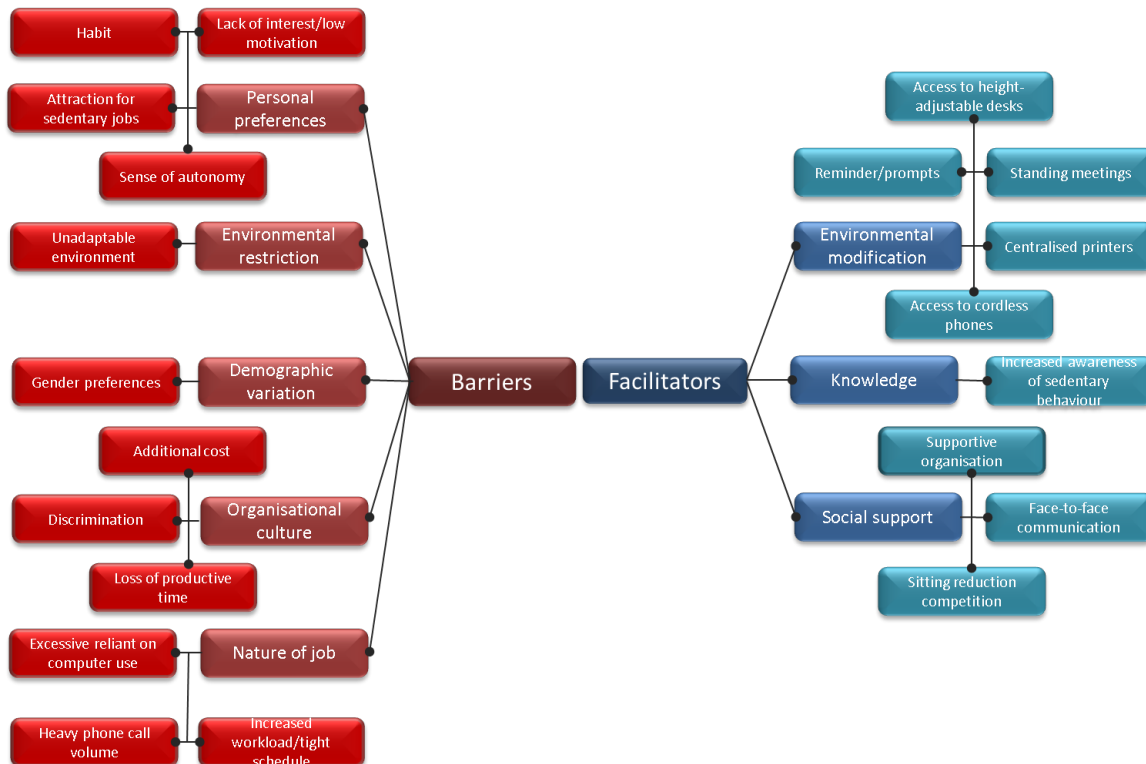 Habit
Lack of interest/low
motivation
Attraction for
sedentary jobs
Personal
preferences
Sense of autonomy
Unadaptable
environment
Environmental
restriction
Gender preferences
Demographic
variation
Additional cost
Discrimination
Organisational
culture
Loss of productive
time
Excessive reliant on
computer use
Nature of job
Heavy phone call
volume
Increased
workload/tight
schedule
Barriers
Facilitators
Access to height-
adjustable desks
Reminder/prompts
Standing meetings
Environmental
modification
Centralised printers
Access to cordless
phones
Knowledge
Increased awareness
of sedentary
behaviour
Supportive
organisation
Social support
Face-to-face
communication
Sitting reduction
competition